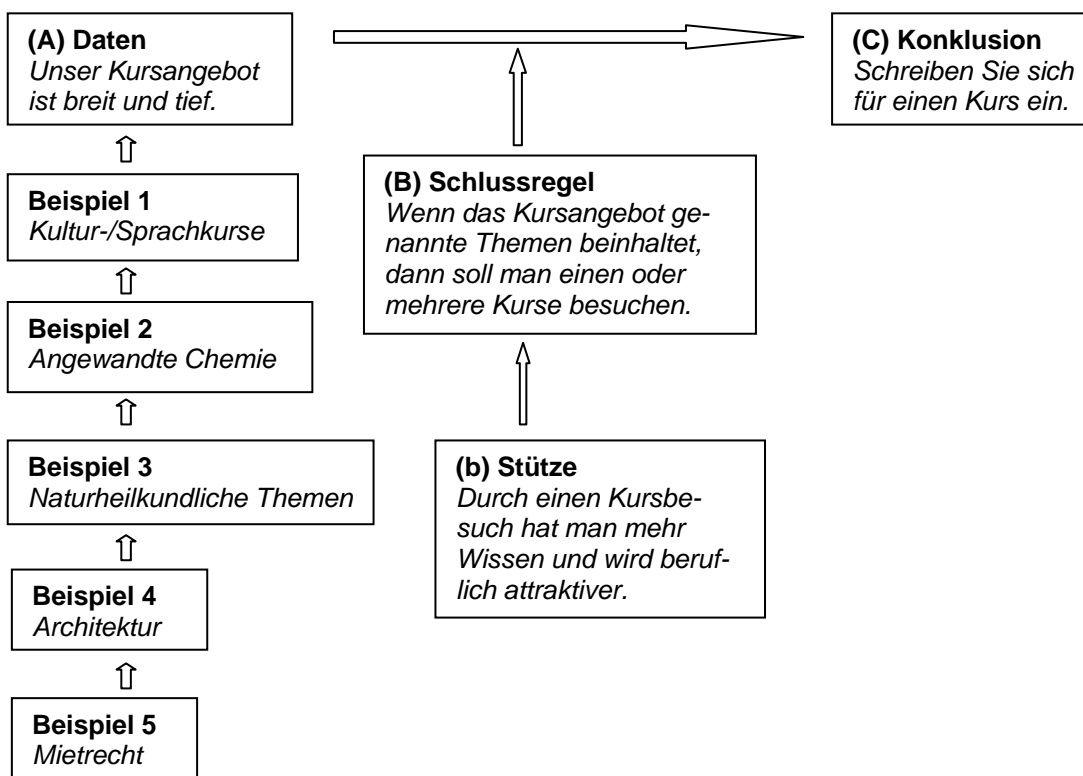 (A) Daten
Unser Kursangebot
ist breit und tief.
(C) Konklusion
Schreiben Sie sich
für einen Kurs ein.
(B) Schlussregel
Wenn das Kursangebot ge-
nannte Themen beinhaltet,
dann soll man einen oder
mehrere Kurse besuchen.
Beispiel 1
Kultur-/Sprachkurse
Beispiel 2
Angewandte Chemie
Beispiel 3
Naturheilkundliche Themen
(b) Stütze
Durch einen Kursbe-
such hat man mehr
Wissen und wird beruf-
lich attraktiver.
Beispiel 4
Architektur
Beispiel 5
Mietrecht